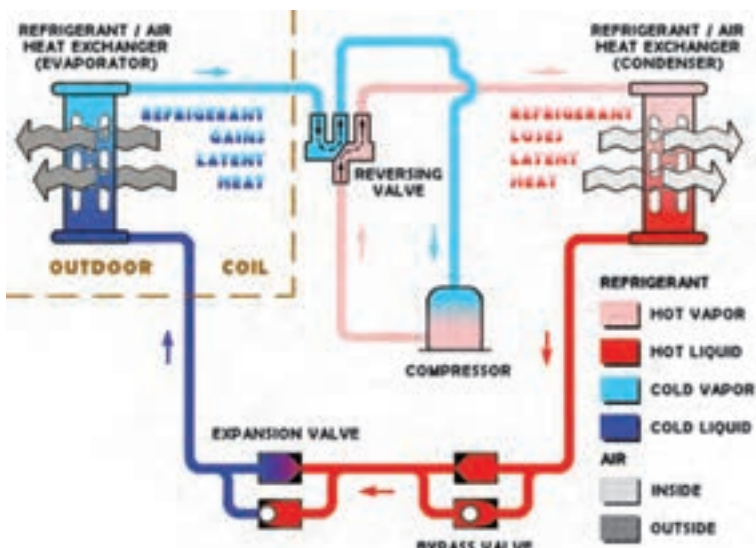 REFRIGERANT / AIR
HEAT EXCHANGER
(EVAPORATOR)
REFRIGERANT / AIR
HEAT EXCHANGER
(CONDENSER)
REFRIGERANT
GAINS
LATENT
HEAT
REVERSING
VALVE
REFRIGERANT
LOSES
LATENT
HEAT
OUTDOOR COIL
COMPRESSOR
REFRIGERANT
HOT VAPOR
HOT LIQUID
COLD VAPOR
COLD LIQUID
AIR
INSIDE
OUTSIDE
EXPANSION VALVE
BYPASS VALVE